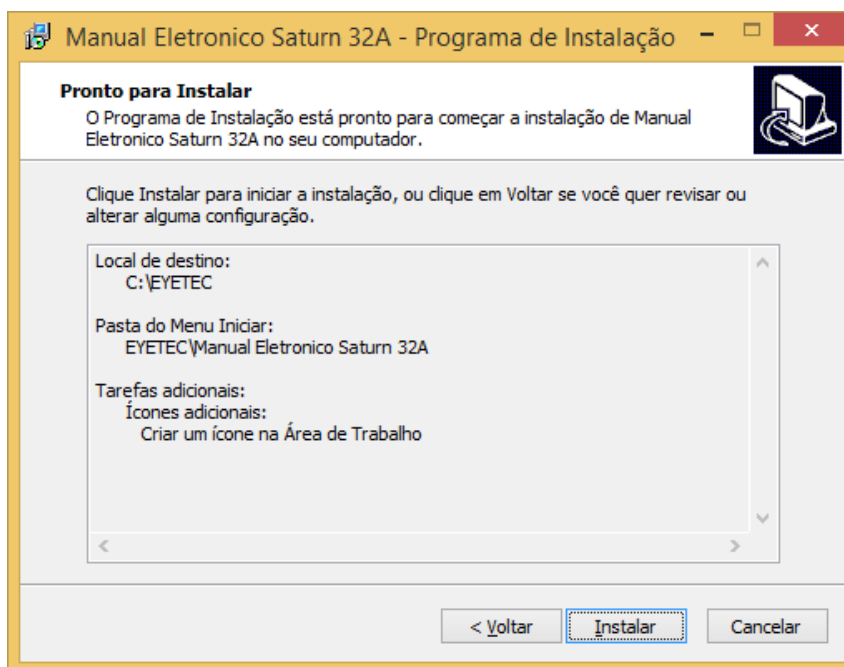 Manual Eletronico Saturn 32A - Programa de Instalação
Pronto para Instalar
O Programa de Instalação está pronto para começar a instalação de Manual
Eletronico Saturn 32A no seu computador.
Clique Instalar para iniciar a instalação, ou clique em Voltar se você quer revisar ou
alterar alguma configuração.
Local de destino:
C:\EYETEC
Pasta do Menu Iniciar:
EYETEC\Manual Eletronico Saturn 32A
Tarefas adicionais:
Ícones adicionais:
Criar um ícone na Área de Trabalho
< Voltar
Instalar
Cancelar